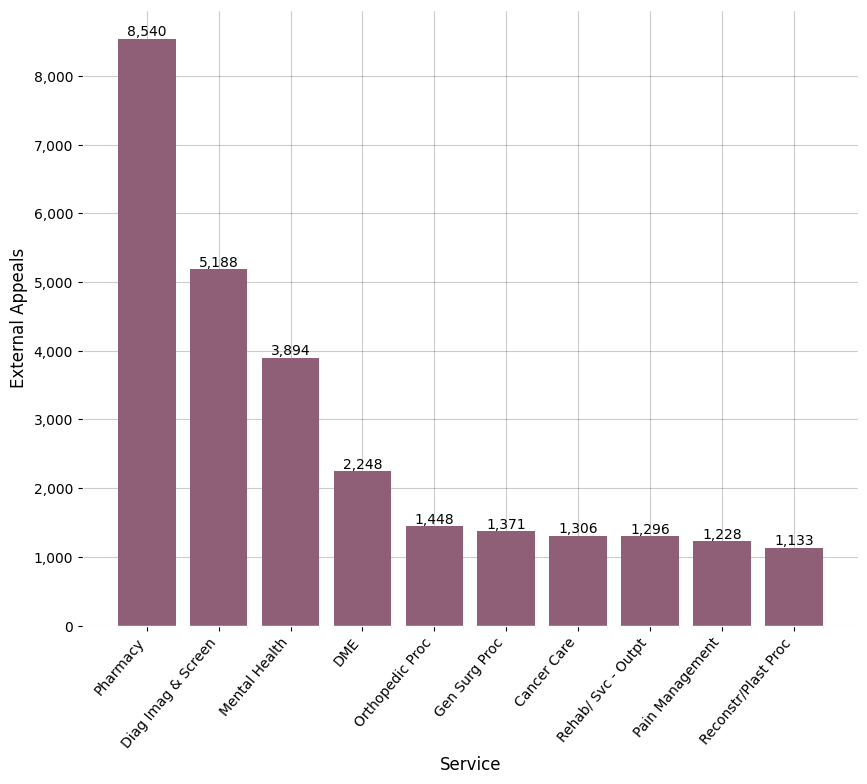 8,540
5,188
3,894
2,248
1,448
1,371
1,306
1,296
1,228
1,133
8,000
7,000
6,000
5,000
4,000
3,000
2,000
1,000
0
External Appeals
Pharmacy
Diag Imag & Screen
Mental Health
DME
Orthopedic Proc
Gen Surg Proc
Cancer Care
Rehab/ Svc - Outpt
Pain Management
Reconstr/Plast Proc
Service